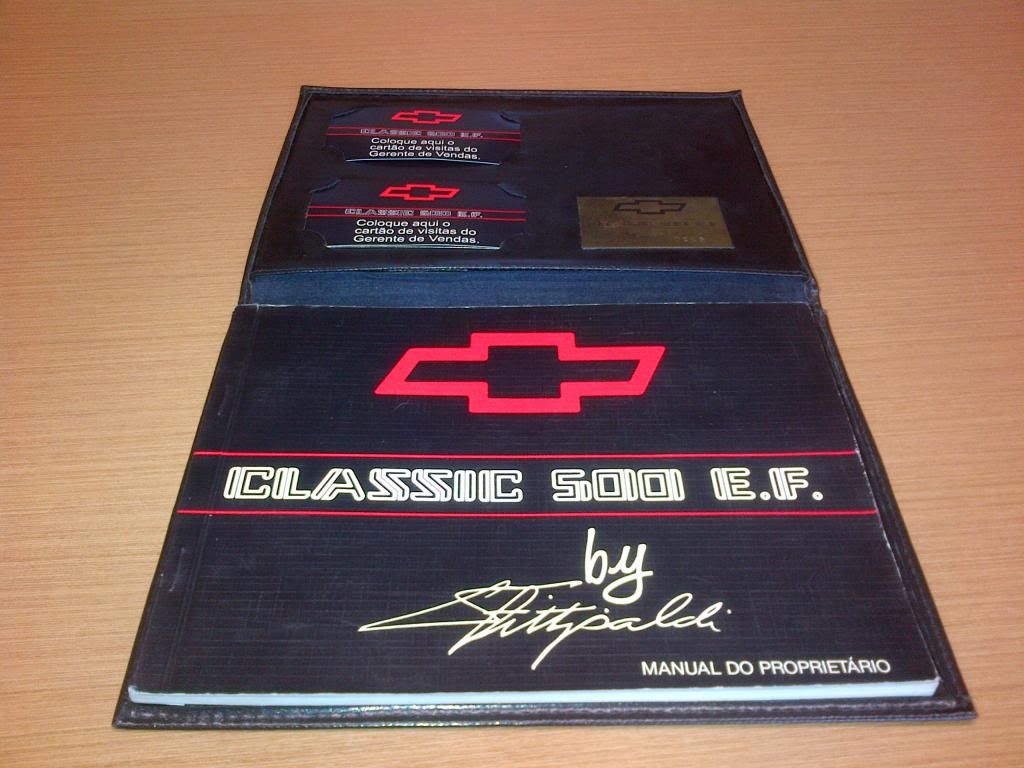 CLASSIC 500 E.F.
Coloque aqui o
cartão de visitas do
Gerente de Vendas.
CLASSIC 500 E.F.
Coloque aqui o
cartão de visitas do
Gerente de Vendas.
CLASSIC 500 E.F.
by
Fittipaldi
MANUAL DO PROPRIETÁRIO